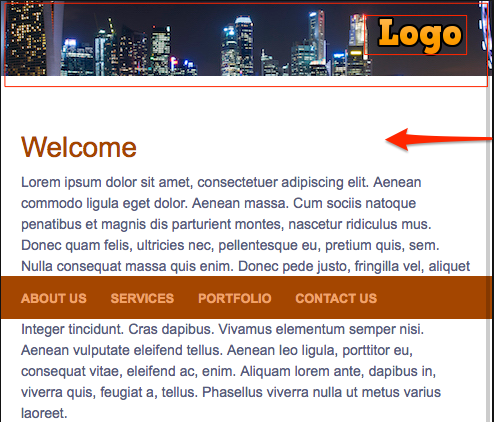 Logo
Welcome
Lorem ipsum dolor sit amet, consectetuer adipiscing elit. Aenean
commodo ligula eget dolor. Aenean massa. Cum sociis natoque
penatibus et magnis dis parturient montes, nascetur ridiculus mus.
Donec quam felis, ultricies nec, pellentesque eu, pretium quis, sem.
Nulla consequat massa quis enim. Donec pede justo, fringilla vel, aliquet
ABOUT US SERVICES PORTFOLIO CONTACT US
Integer tincidunt. Cras dapibus. Vivamus elementum semper nisi.
Aenean vulputate eleifend tellus. Aenean leo ligula, porttitor eu,
consequat vitae, eleifend ac, enim. Aliquam lorem ante, dapibus in,
viverra quis, feugiat a, tellus. Phasellus viverra nulla ut metus varius
laoreet.